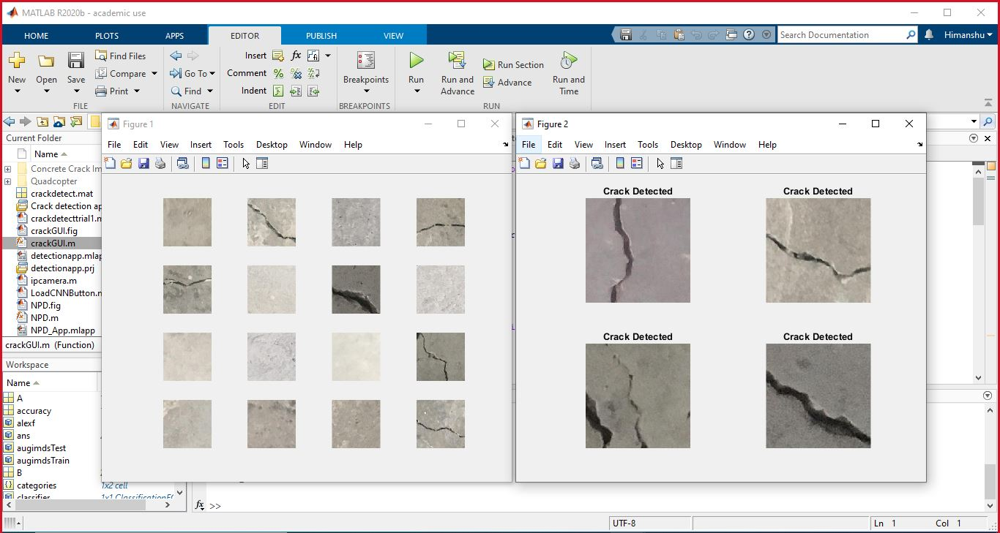 MATLAB R2020b - academic use
HOME PLOTS APPS EDITOR PUBLISH VIEW
Search Documentation
Himanshu
New
Open
Save
Find Files
Compare
Print
FILE
Go To
Find
NAVIGATE
Insert
Comment
Indent
EDIT
Breakpoints
BREAKPOINTS
Run
Run and Advance
Run Section
Advance
Run and Time
RUN
Current Folder
Name
Concrete Crack Im
Quadcopter
crackdetect.mat
Crack detection ap
crackdetecttrial1.m
crackGUI.fig
crackGUI.m
detectionapp.mlap
detectionapp.prj
ipcamera.m
LoadCNNButton.m
NPD.fig
NPD.m
NPD_App.mlapp
crackGUI.m (Function)
Workspace
Name
A
accuracy
alexf
ans
augimdsTest
augimdsTrain
B
categories 1x2 cell
classifier
Figure 1
File Edit View Insert Tools Desktop Window Help
Figure 2
File Edit View Insert Tools Desktop Window Help
Crack Detected
Crack Detected
Crack Detected
Crack Detected
fx >>
UTF-8
Ln 1 Col 1